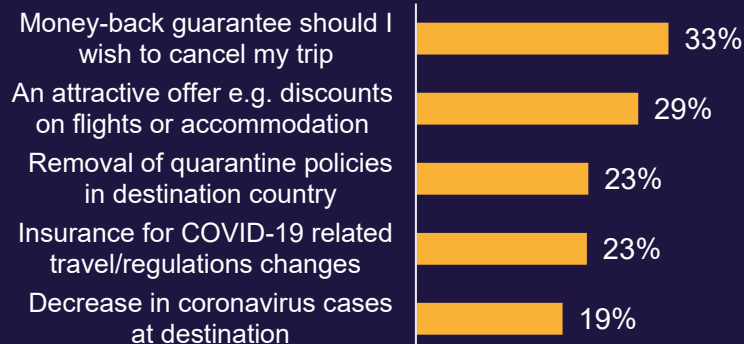 Money-back guarantee should I
wish to cancel my trip
33%
An attractive offer e.g. discounts
on flights or accommodation
29%
Removal of quarantine policies
in destination country
23%
Insurance for COVID-19 related
travel/regulations changes
23%
Decrease in coronavirus cases
at destination
19%